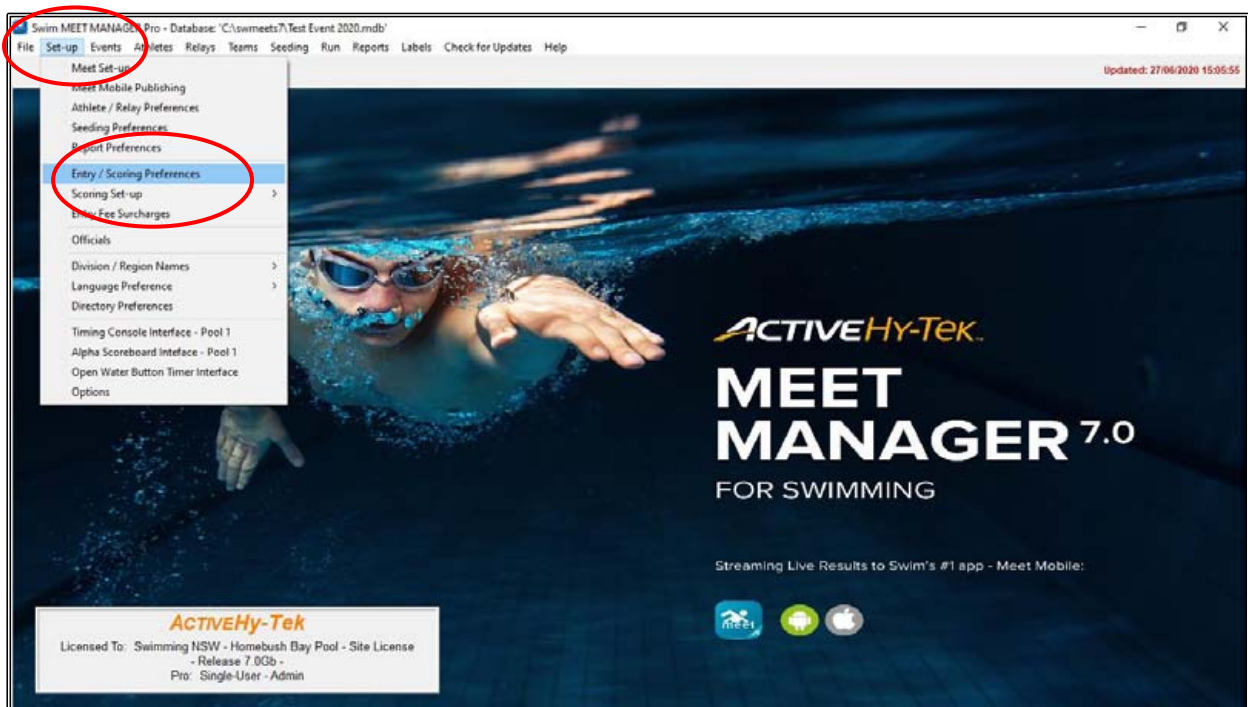 Swim MEET MANAGER Pro - Database: 'C:\swmeets7\Test Event 2020.mdb'
File Set-up Events Athletes Relays Teams Seeding Run Reports Labels Check for Updates Help
Updated: 27/06/2020 15:05:55
Meet Set-up
Meet Mobile Publishing
Athlete / Relay Preferences
Seeding Preferences
Report Preferences
Entry / Scoring Preferences
Scoring Set-up >
Entry Fee Surcharges
Officials
Division / Region Names >
Language Preference >
Directory Preferences
Timing Console Interface - Pool 1
Alpha Scoreboard Inteface - Pool 1
Open Water Button Timer Interface
Options
ACTIVEHy-Tek
MEET
MANAGER 7.0
FOR SWIMMING
Streaming Live Results to Swim's #1 app - Meet Mobile:
meet
ACTIVEHy-Tek
Licensed To: Swimming NSW - Homebush Bay Pool - Site License
- Release 7.0Gb -
Pro: Single-User - Admin